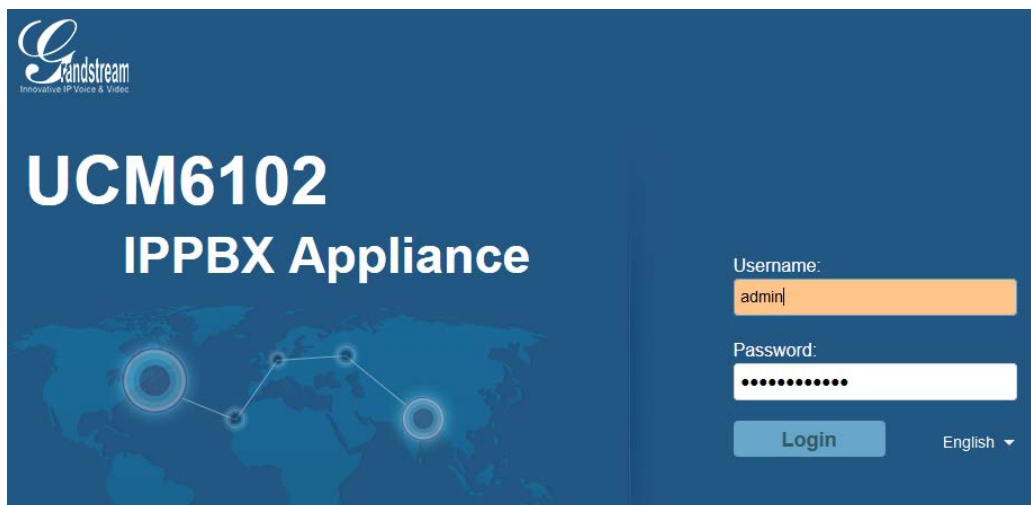 Grandstream
Innovative IP Voice & Video
UCM6102
IPPBX Appliance
Username:
admin
Password:
••••••••••••
Login
English